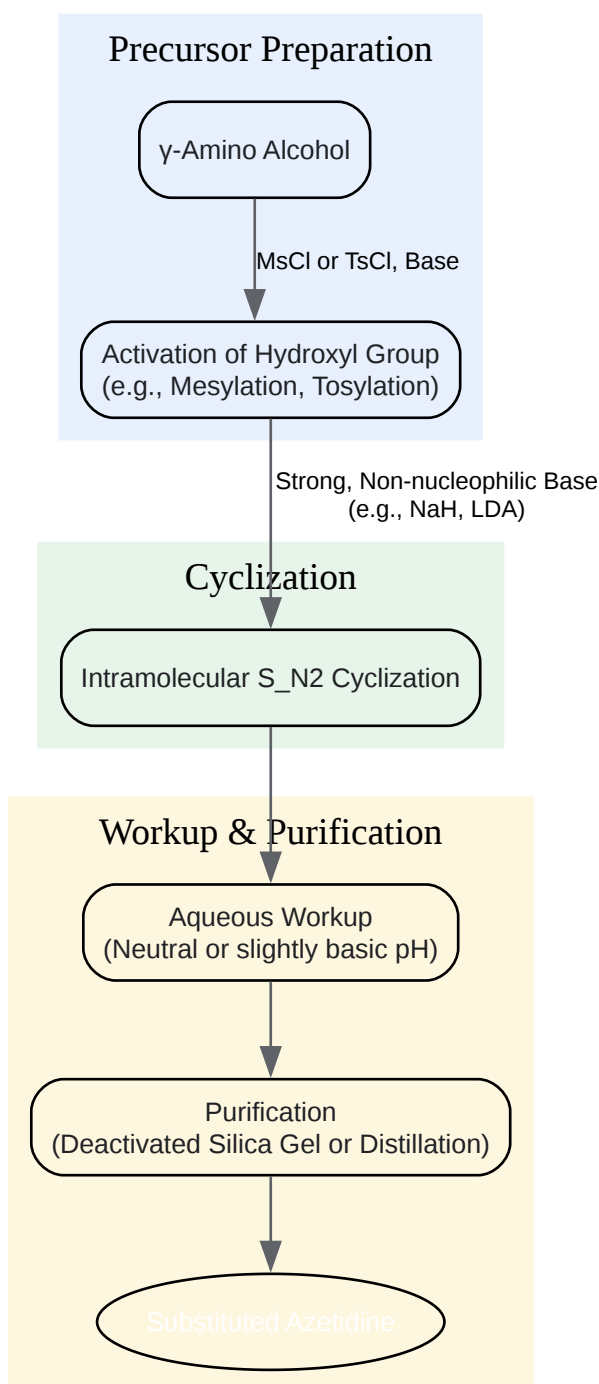 Precursor Preparation
γ-Amino Alcohol
MsCl or TsCl, Base
Activation of Hydroxyl Group
(e.g., Mesylation, Tosylation)
Strong, Non-nucleophilic Base
(e.g., NaH, LDA)
Cyclization
Intramolecular S_N2 Cyclization
Workup & Purification
Aqueous Workup
(Neutral or slightly basic pH)
Purification
(Deactivated Silica Gel or Distillation)
Substituted Azetidine